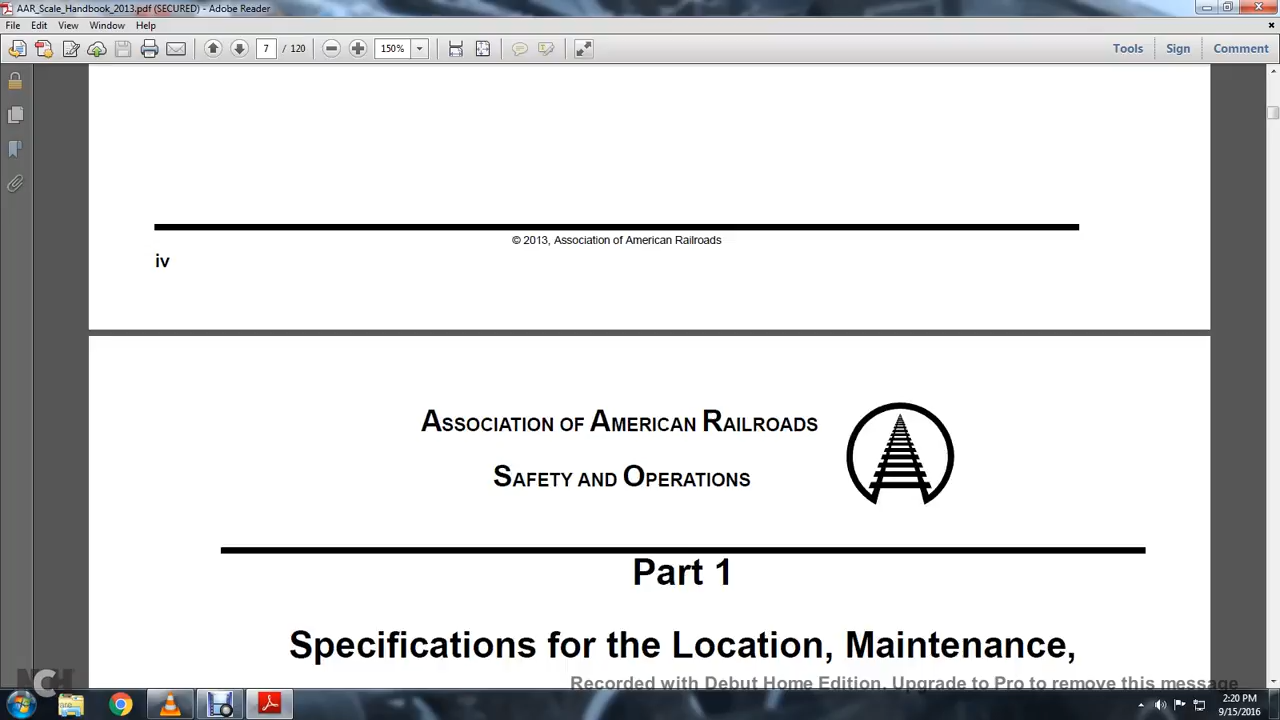 AAR_Scale_Handbook_2013.pdf (SECURED) - Adobe Reader
File Edit View Window Help
7 / 120 150% Tools Sign Comment
© 2013, Association of American Railroads
iv
ASSOCIATION OF AMERICAN RAILROADS
SAFETY AND OPERATIONS
Part 1
Specifications for the Location, Maintenance,
Recorded with Debut Home Edition. Upgrade to Pro to remove this message
NCH
ware
2:20 PM
9/15/2016